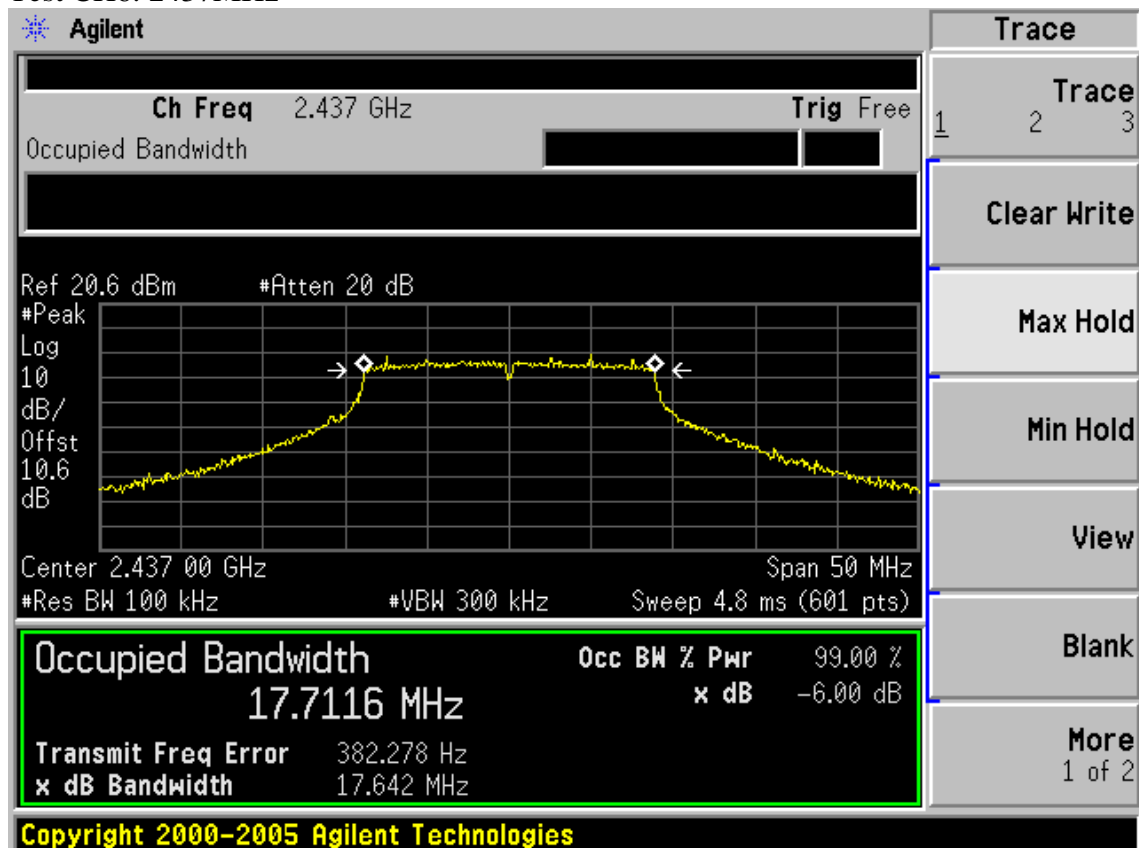 Agilent
Trace
Ch Freq 2.437 GHz Trig Free
Occupied Bandwidth
Trace
1 2 3
Clear Write
Max Hold
Min Hold
View
Blank
More
1 of 2
Ref 20.6 dBm #Atten 20 dB
#Peak
Log
10
dB/
Offst
10.6
dB
Center 2.437 00 GHz Span 50 MHz
#Res BW 100 kHz #VBW 300 kHz Sweep 4.8 ms (601 pts)
Occupied Bandwidth Occ BW % Pwr 99.00 %
17.7116 MHz x dB -6.00 dB
Transmit Freq Error 382.278 Hz
x dB Bandwidth 17.642 MHz
Copyright 2000-2005 Agilent Technologies